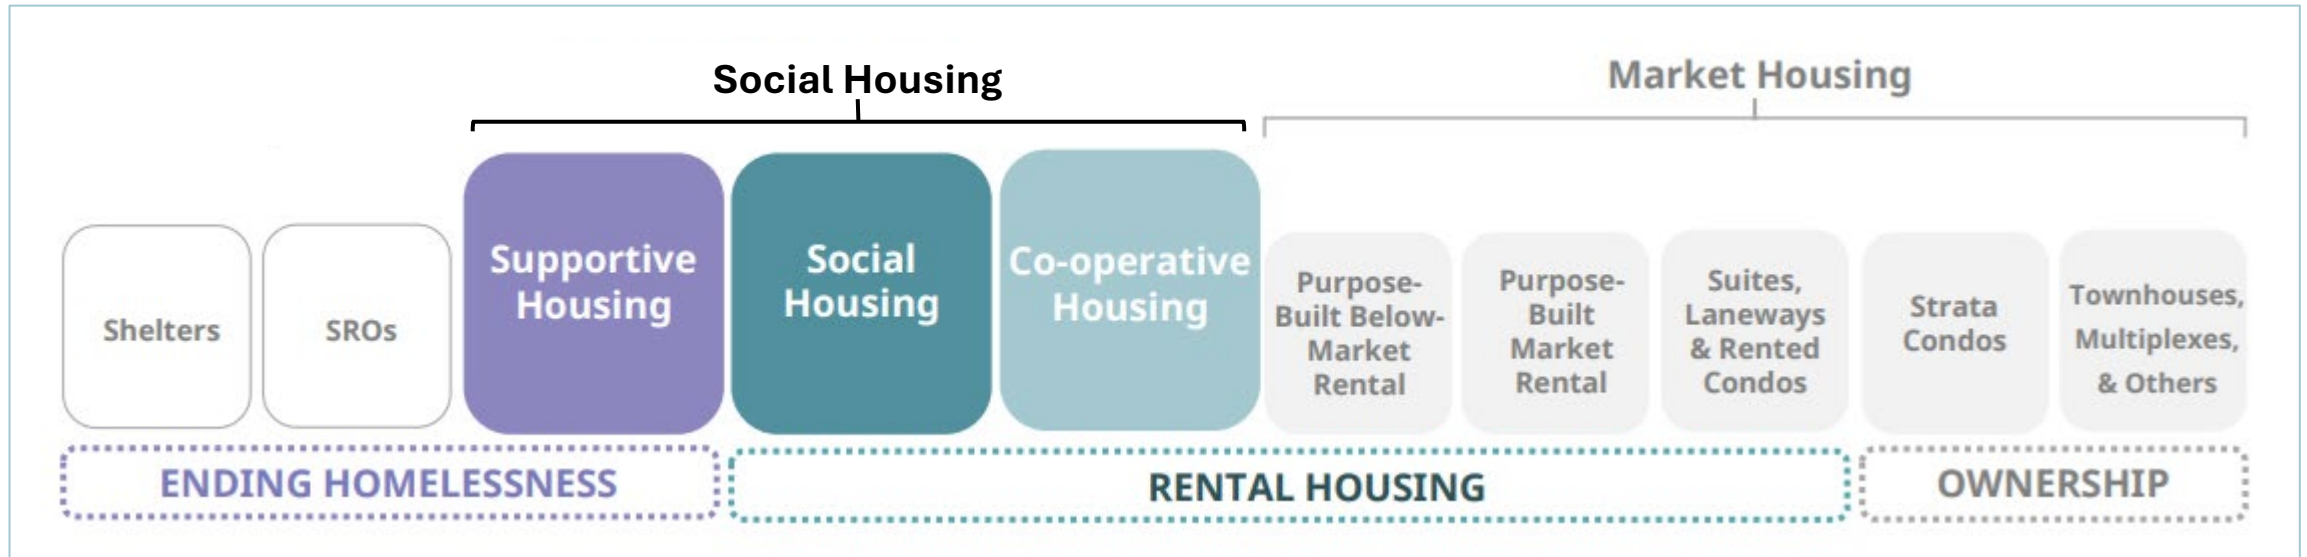 Social Housing
Market Housing
Shelters
SROs
Supportive
Housing
Social
Housing
Co-operative
Housing
Purpose-
Built Below-
Market
Rental
Purpose-
Built
Market
Rental
Suites,
Laneways
& Rented
Condos
Strata
Condos
Townhouses,
Multiplexes,
& Others
ENDING HOMELESSNESS
RENTAL HOUSING
OWNERSHIP